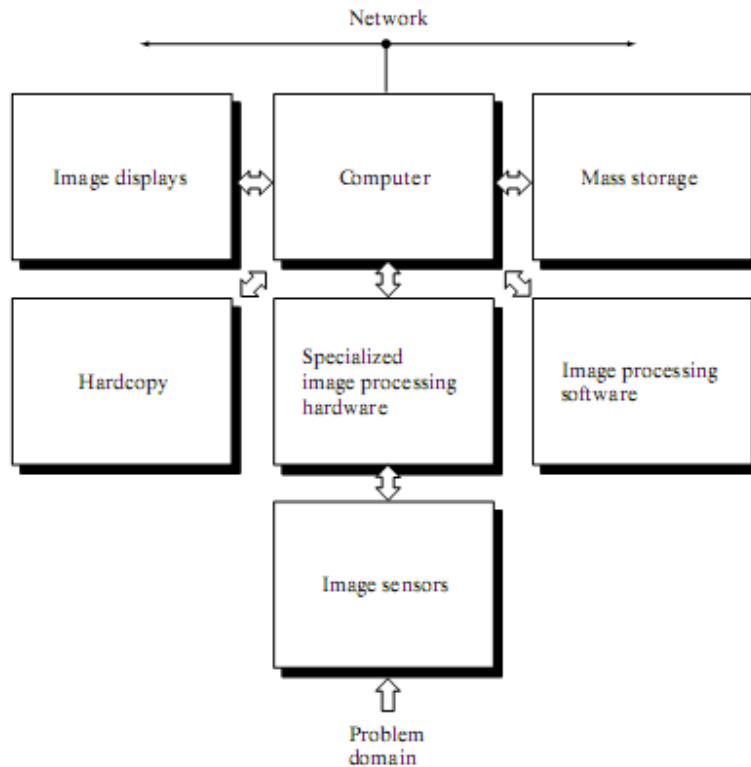 Network
Image displays
Computer
Mass storage
Hardcopy
Specialized
image processing
hardware
Image processing
software
Image sensors
Problem
domain